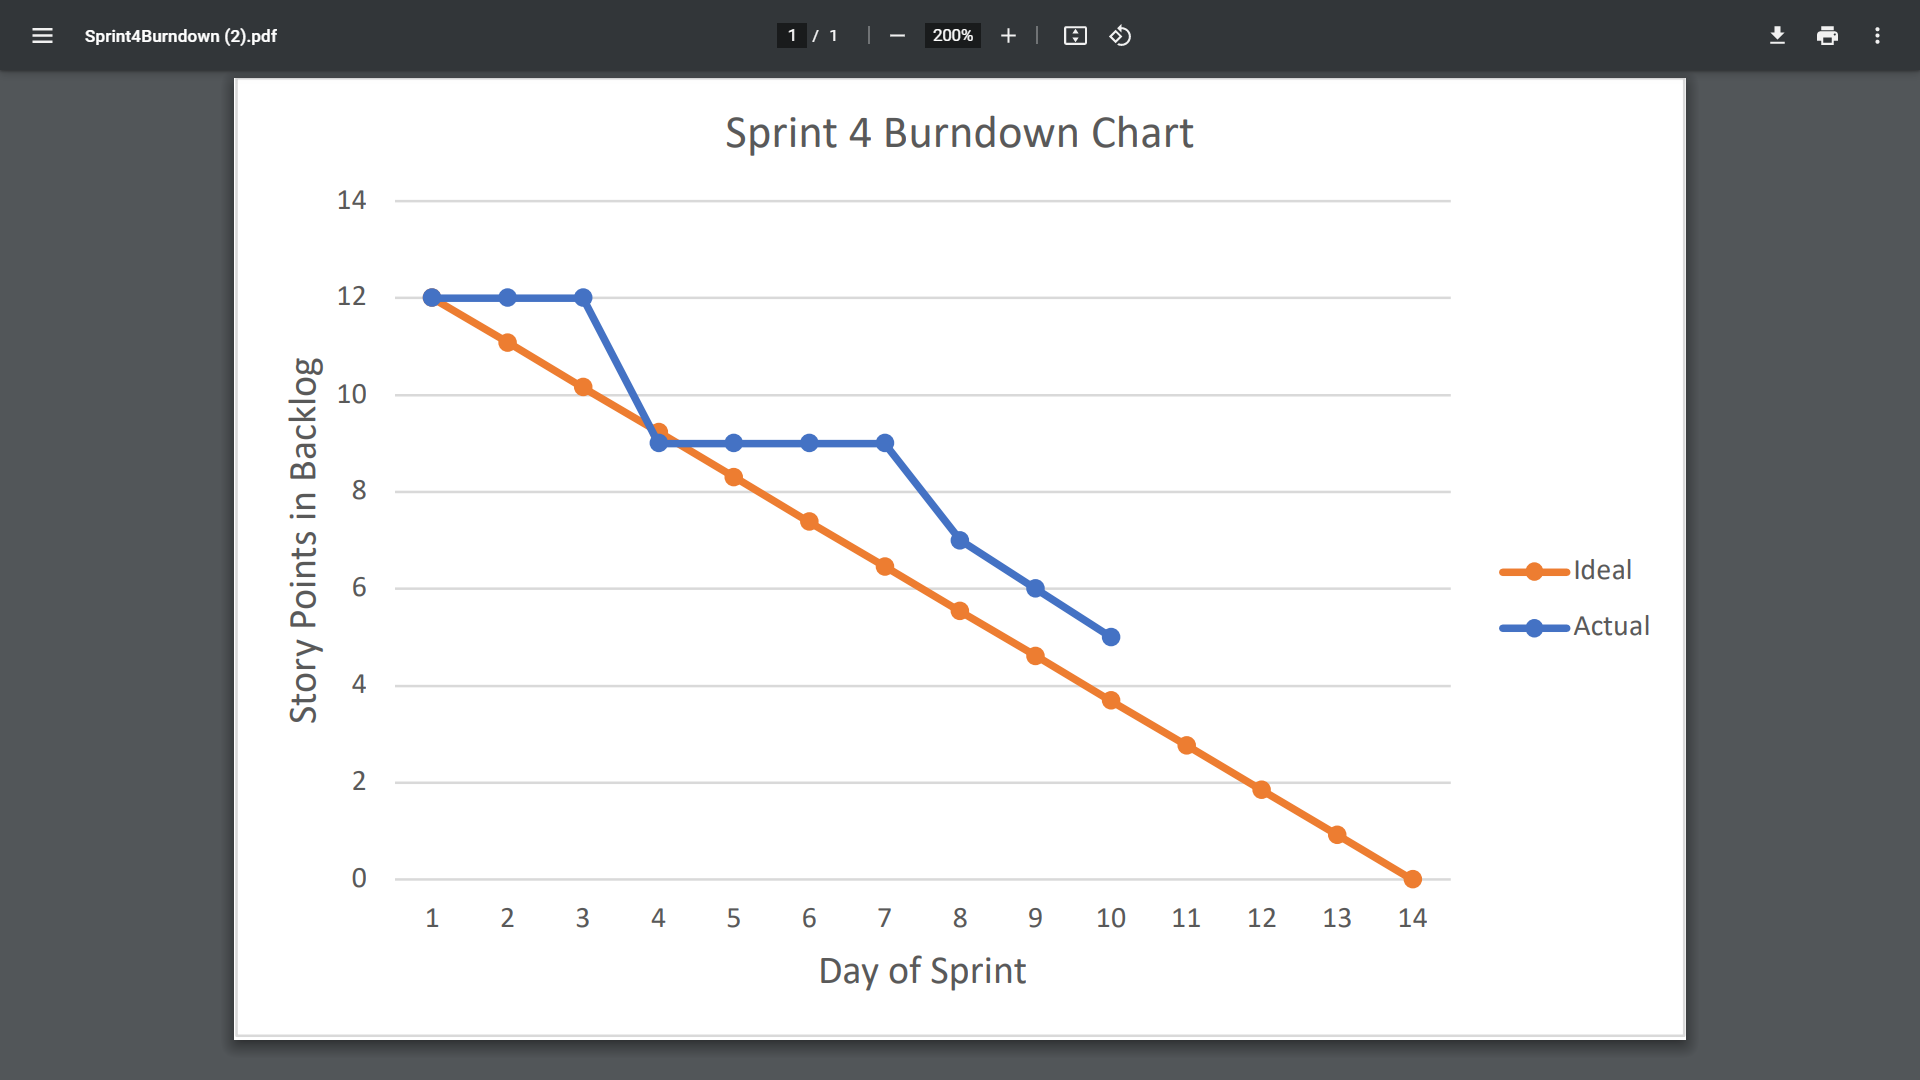 Sprint4Burndown (2).pdf
1 / 1
200%
Sprint 4 Burndown Chart
14
12
10
8
6
4
2
0
Story Points in Backlog
1 2 3 4 5 6 7 8 9 10 11 12 13 14
Day of Sprint
Ideal
Actual